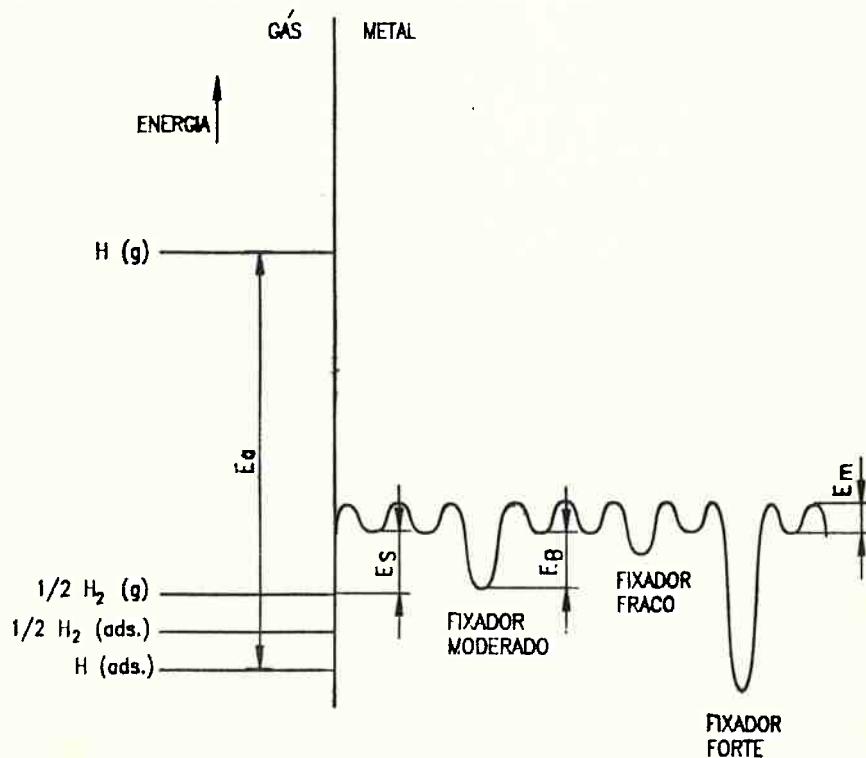 GÁS
METAL
ENERGIA
H (g)
Ea
Em
ES
EB
1/2 H₂ (g)
FIXADOR
FRACO
1/2 H₂ (ads.)
FIXADOR
MODERADO
H (ads.)
FIXADOR
FORTE